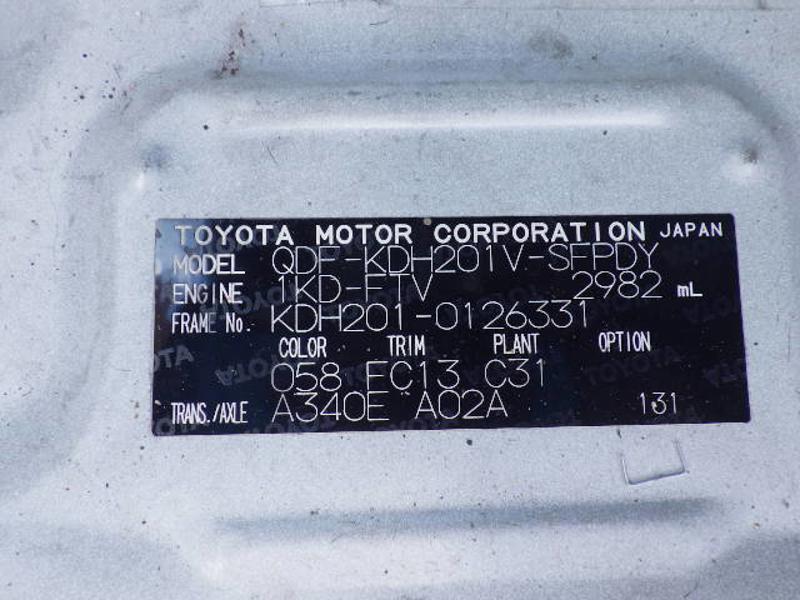 TOYOTA MOTOR CORPORATION JAPAN
MODEL QDF-KDH201V-SFPDY
ENGINE 1KD-FTV 2982 mL
FRAME No. KDH201-0126331
COLOR TRIM PLANT OPTION
058 FC13 C31
TRANS./AXLE A340E A02A 131